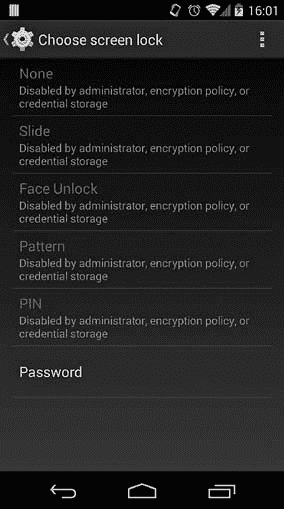 16:01
Choose screen lock
None
Disabled by administrator, encryption policy, or
credential storage
Slide
Disabled by administrator, encryption policy, or
credential storage
Face Unlock
Disabled by administrator, encryption policy, or
credential storage
Pattern
Disabled by administrator, encryption policy, or
credential storage
PIN
Disabled by administrator, encryption policy, or
credential storage
Password